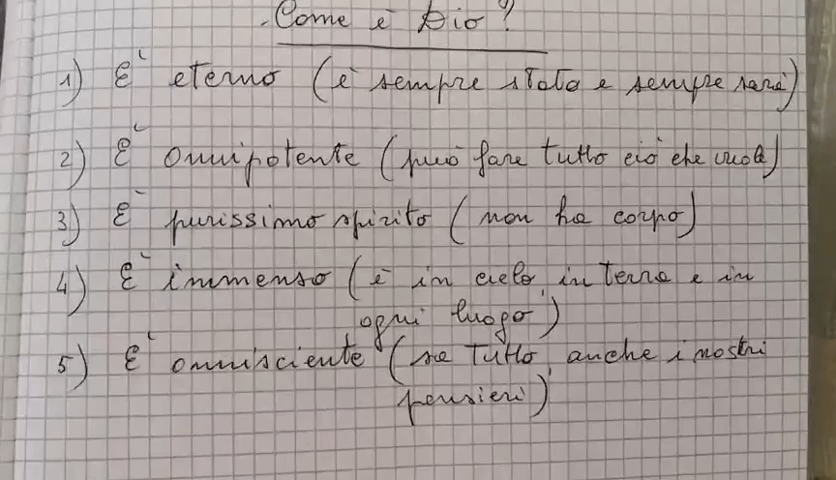 Come è Dio?
1) E' eterno (è sempre stato e sempre sarà)
2) E' onnipotente (può fare tutto ciò che vuole)
3) E' purissimo spirito (non ha corpo)
4) E' immenso (è in cielo, in terra e in
ogni luogo)
5) E' onnisciente (sa tutto, anche i nostri
pensieri)